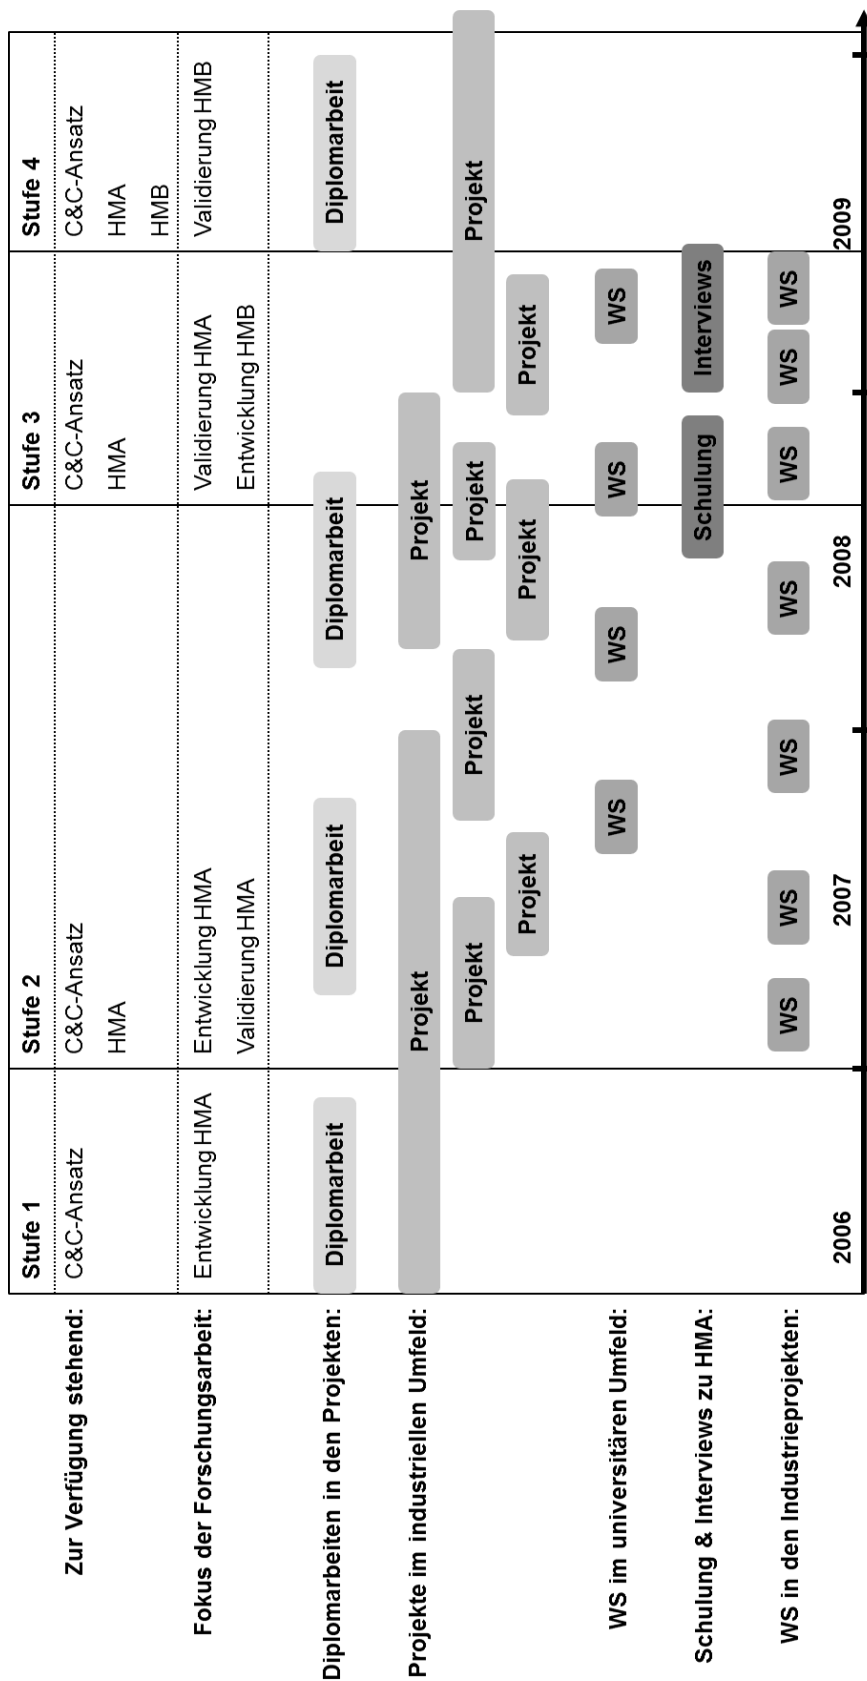 Stufe 1
Stufe 2
Stufe 3
Stufe 4
Zur Verfügung stehend:
C&C-Ansatz
C&C-Ansatz
HMA
C&C-Ansatz
HMA
C&C-Ansatz
HMA
HMB
Fokus der Forschungsarbeit:
Entwicklung HMA
Entwicklung HMA
Validierung HMA
Validierung HMA
Entwicklung HMB
Validierung HMB
Diplomarbeiten in den Projekten:
Diplomarbeit
Diplomarbeit
Diplomarbeit
Diplomarbeit
Projekte im industriellen Umfeld:
Projekt
Projekt
Projekt
Projekt
Projekt
Projekt
Projekt
Projekt
Projekt
WS im universitären Umfeld:
WS
WS
WS
WS
Schulung & Interviews zu HMA:
Schulung
Interviews
WS in den Industrieprojekten:
WS
WS
WS
WS
WS
WS
WS
2006
2007
2008
2009